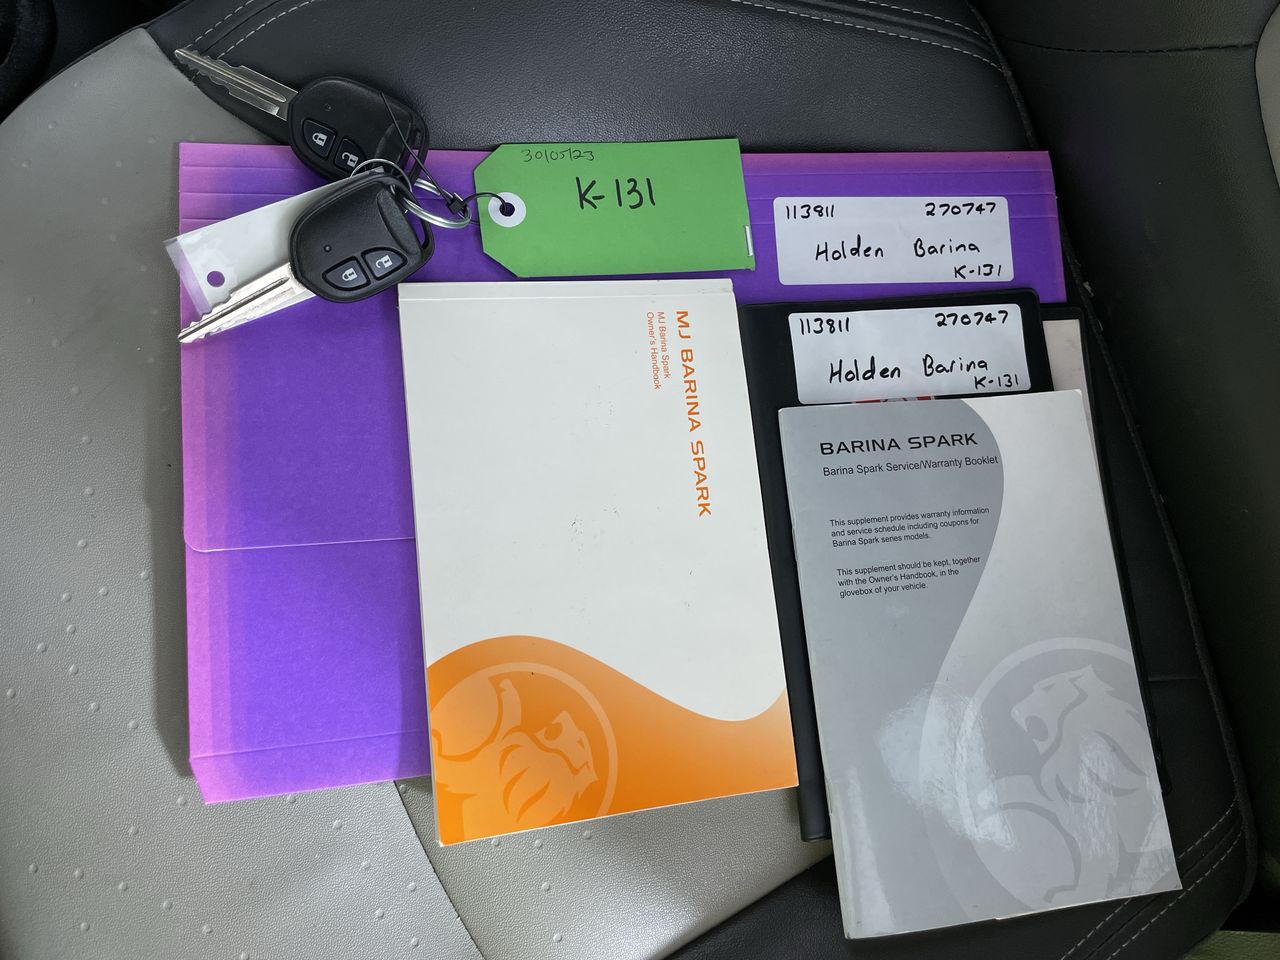 30/05/23
K-131
113811 270747
Holden Barina
K-131
113811 270747
Holden Barina
K-131
MJ BARINA SPARK
MJ Barina Spark
Owner's Handbook
BARINA SPARK
Barina Spark Service/Warranty Booklet
This supplement provides warranty information
and service schedule including coupons for
Barina Spark series models.
This supplement should be kept, together
with the Owner's Handbook, in the
glovebox of your vehicle.